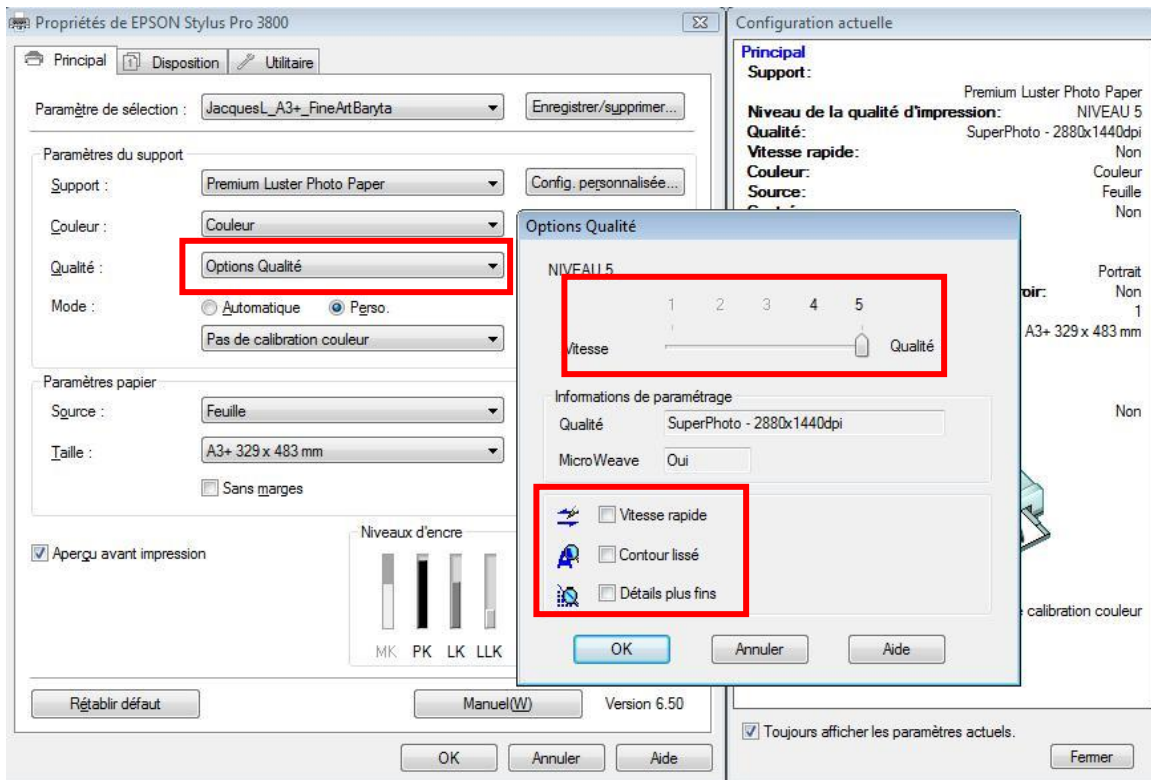 Propriétés de EPSON Stylus Pro 3800
Principal Disposition Utilitaire
Paramètre de sélection : JacquesL_A3+_FineArtBaryta Enregistrer/supprimer...
Paramètres du support
Support : Premium Luster Photo Paper Config. personnalisée...
Couleur : Couleur
Qualité : Options Qualité
Mode : Automatique Perso.
Pas de calibration couleur
Paramètres papier
Source : Feuille
Taille : A3+ 329 x 483 mm
Sans marges
Aperçu avant impression
Niveaux d'encre
MK PK LK LLK
Rétablir défaut Manuel(W) Version 6.50
OK Annuler Aide
Options Qualité
NIVEAU 5
1 2 3 4 5
Vitesse Qualité
Informations de paramétrage
Qualité SuperPhoto - 2880x1440dpi
MicroWeave Oui
Vitesse rapide
Contour lissé
Détails plus fins
OK Annuler Aide
Configuration actuelle
Principal
Support:
Premium Luster Photo Paper
Niveau de la qualité d'impression: NIVEAU 5
Qualité: SuperPhoto - 2880x1440dpi
Vitesse rapide: Non
Couleur: Couleur
Source: Feuille
Non
Portrait
Non
1
A3+ 329 x 483 mm
Non
calibration couleur
Toujours afficher les paramètres actuels.
Fermer